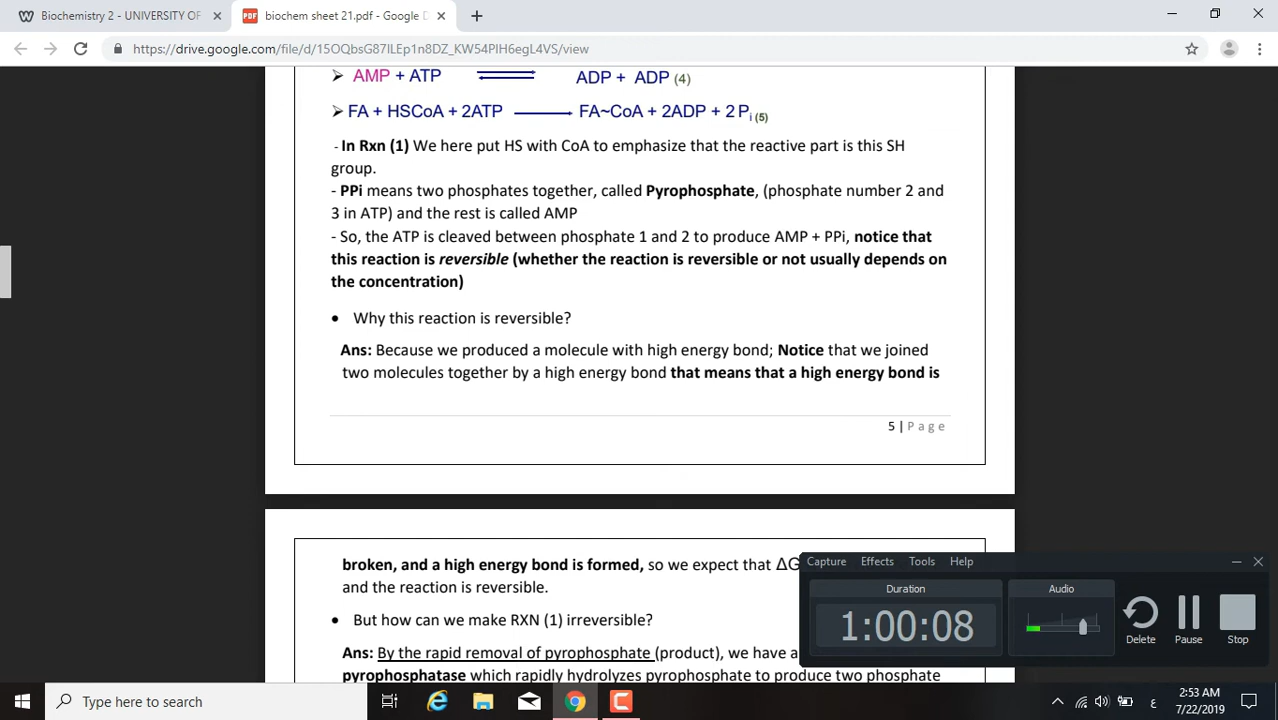 Biochemistry 2 - UNIVERSITY OF
biochem sheet 21.pdf - Google D
https://drive.google.com/file/d/15OQbsG87ILEp1n8DZ_KW54PlH6egL4VS/view
➢ AMP + ATP ADP + ADP (4)
➢ FA + HSCoA + 2ATP FA~CoA + 2ADP + 2 Pi (5)
- In Rxn (1) We here put HS with CoA to emphasize that the reactive part is this SH
group.
- PPi means two phosphates together, called Pyrophosphate, (phosphate number 2 and
3 in ATP) and the rest is called AMP
- So, the ATP is cleaved between phosphate 1 and 2 to produce AMP + PPi, notice that
this reaction is reversible (whether the reaction is reversible or not usually depends on
the concentration)
• Why this reaction is reversible?
Ans: Because we produced a molecule with high energy bond; Notice that we joined
two molecules together by a high energy bond that means that a high energy bond is
5 | Page
broken, and a high energy bond is formed, so we expect that ΔG
and the reaction is reversible.
• But how can we make RXN (1) irreversible?
Ans: By the rapid removal of pyrophosphate (product), we have a
pyrophosphatase which rapidly hydrolyzes pyrophosphate to produce two phosphate
Capture Effects Tools Help
Duration Audio
1:00:08
Delete Pause Stop
Type here to search
ع
2:53 AM
7/22/2019